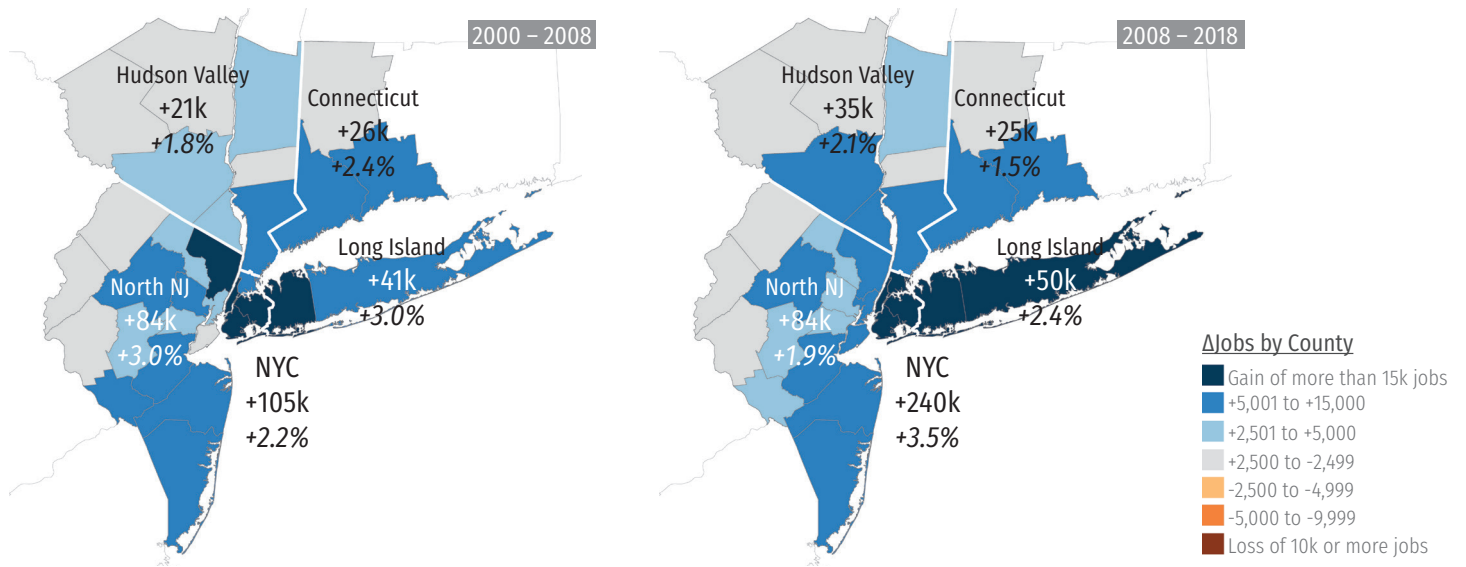 2000 – 2008
Hudson Valley
+21k
+1.8%
Connecticut
+26k
+2.4%
Long Island
+41k
+3.0%
North NJ
+84k
+3.0%
NYC
+105k
+2.2%
2008 – 2018
Hudson Valley
+35k
+2.1%
Connecticut
+25k
+1.5%
Long Island
+50k
+2.4%
North NJ
+84k
+1.9%
NYC
+240k
+3.5%
ΔJobs by County
Gain of more than 15k jobs
+5,001 to +15,000
+2,501 to +5,000
+2,500 to -2,499
-2,500 to -4,999
-5,000 to -9,999
Loss of 10k or more jobs